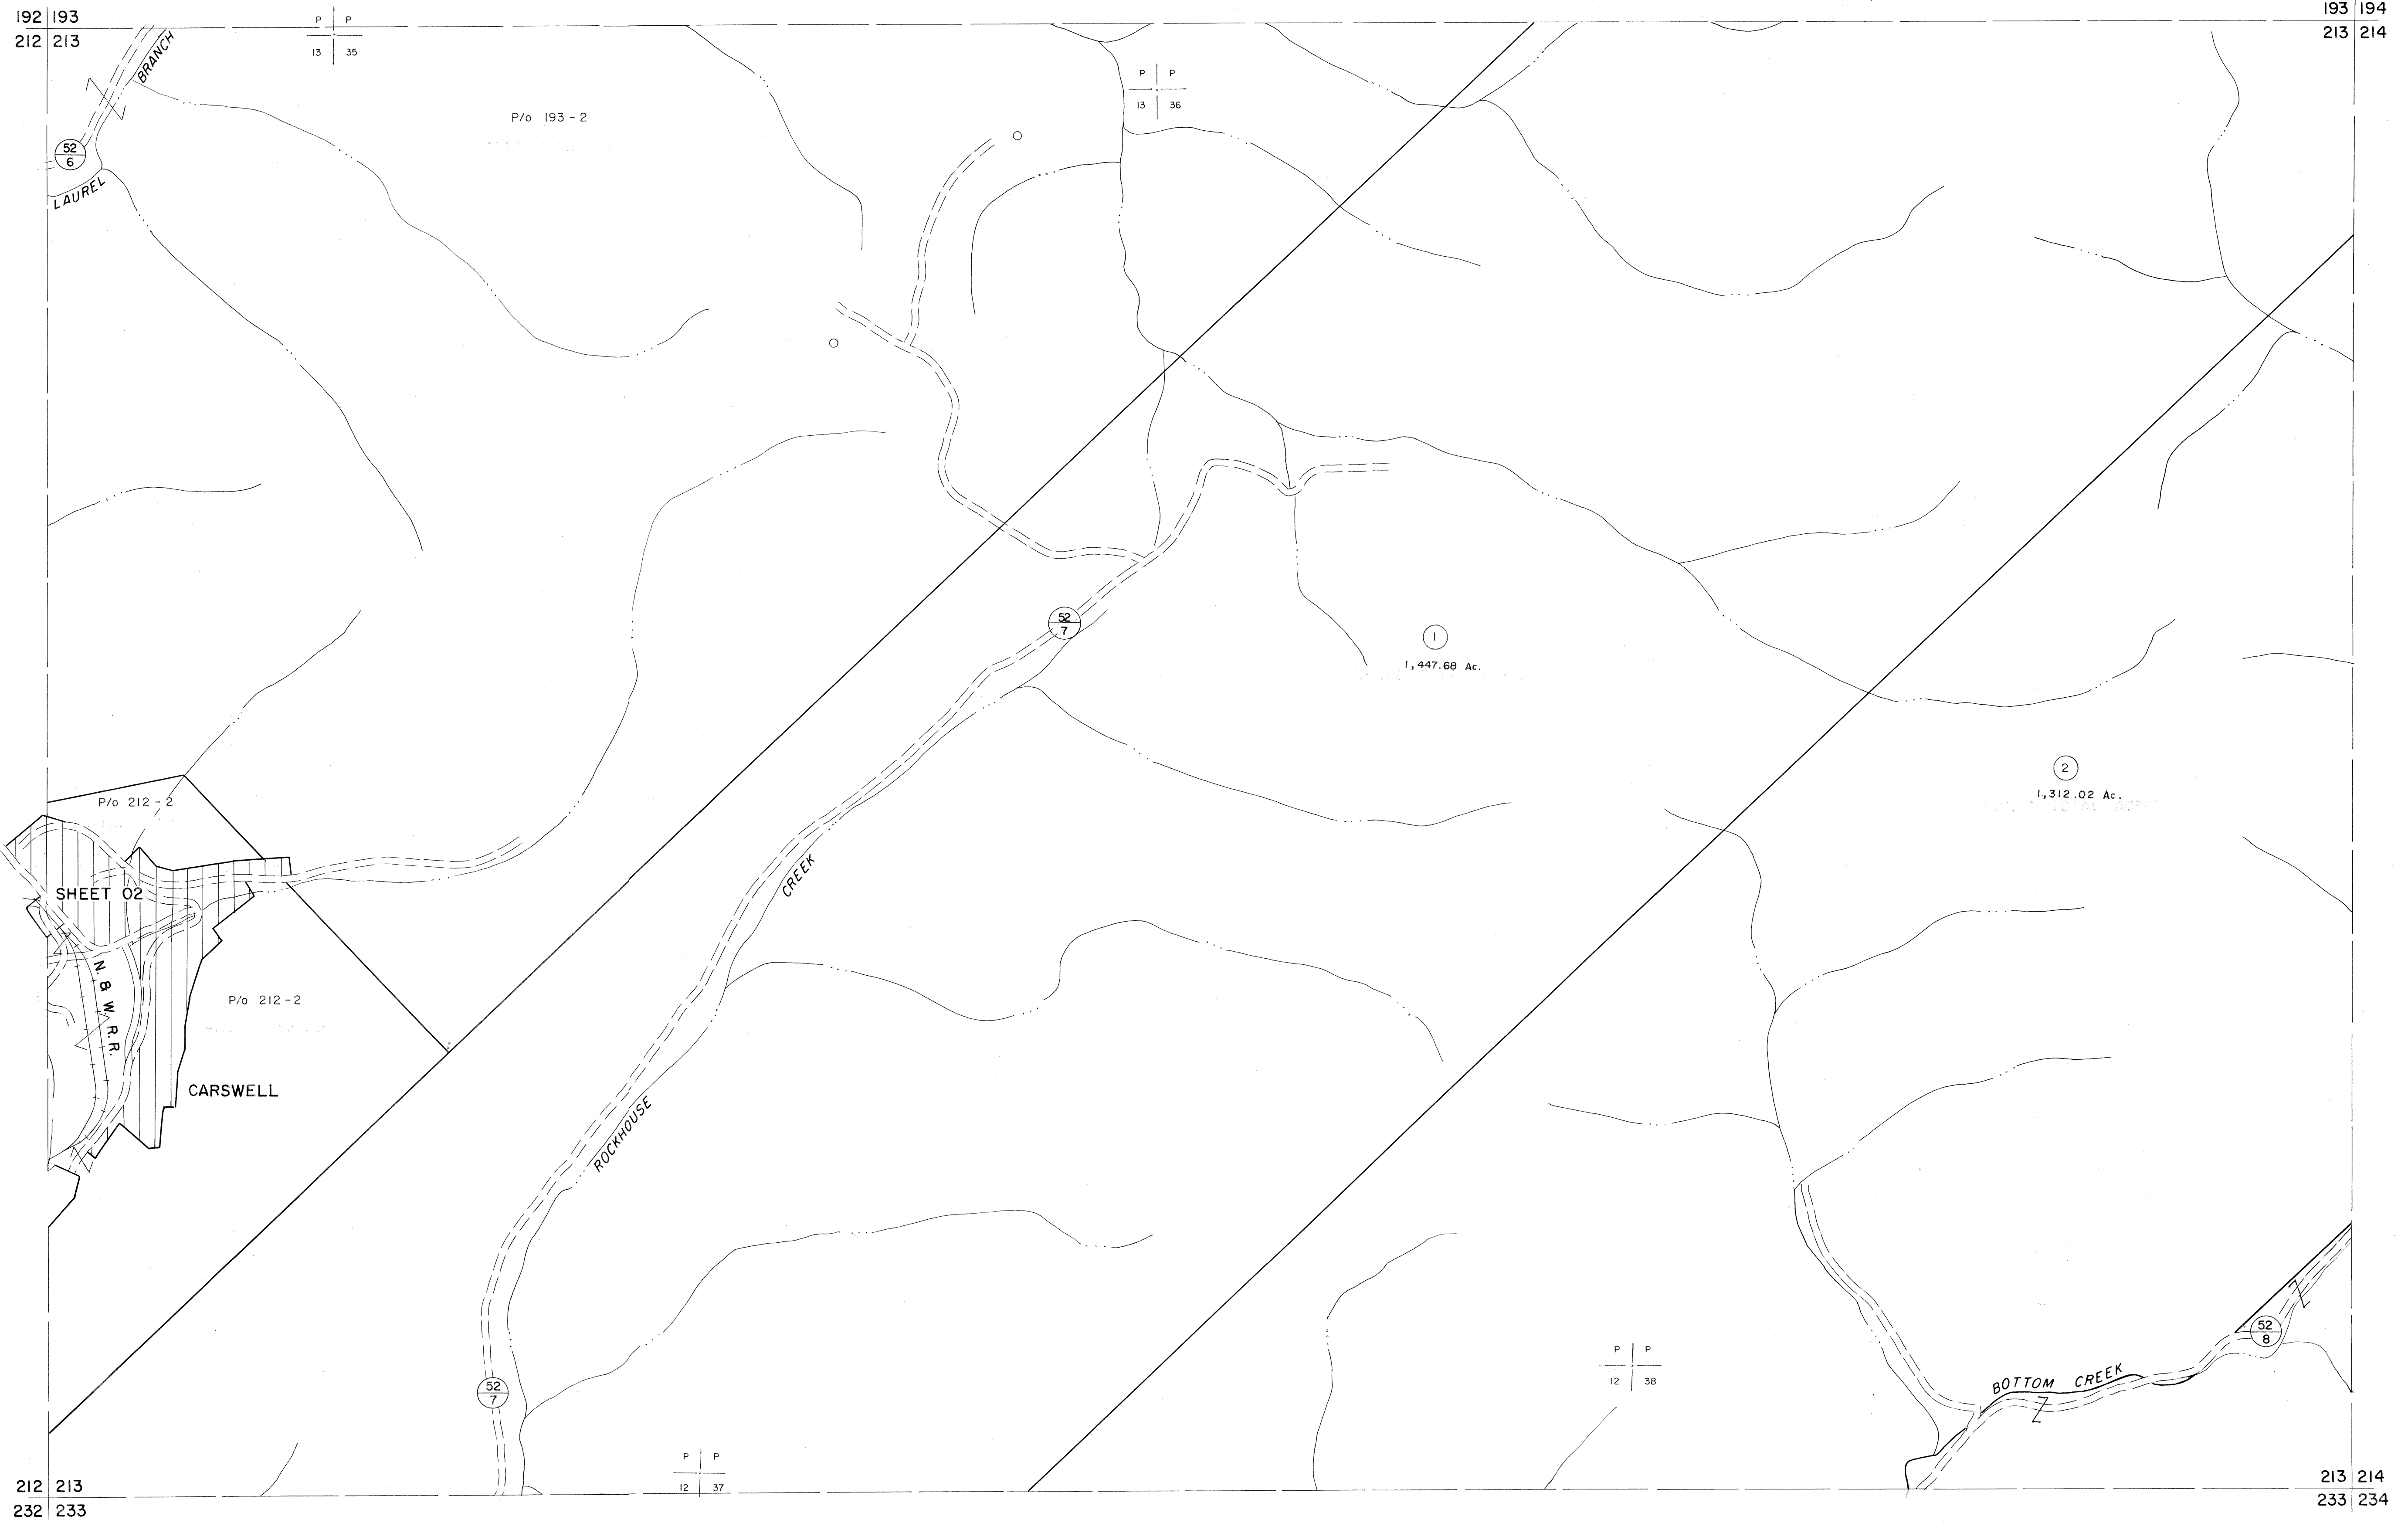 192 193
212 213
P P
13 35
P P
13 36
193 194
213 214
BRANCH
52
6
LAUREL
P/o 193 - 2
52
7
1
1,447.68 Ac.
2
1,312.02 Ac.
P/o 212 - 2
SHEET 02
CREEK
N. & W. R.R.
P/o 212 - 2
CARSWELL
ROCKHOUSE
52
7
P P
12 37
P P
12 38
52
8
BOTTOM CREEK
Z
212 213
232 233
213 214
233 234